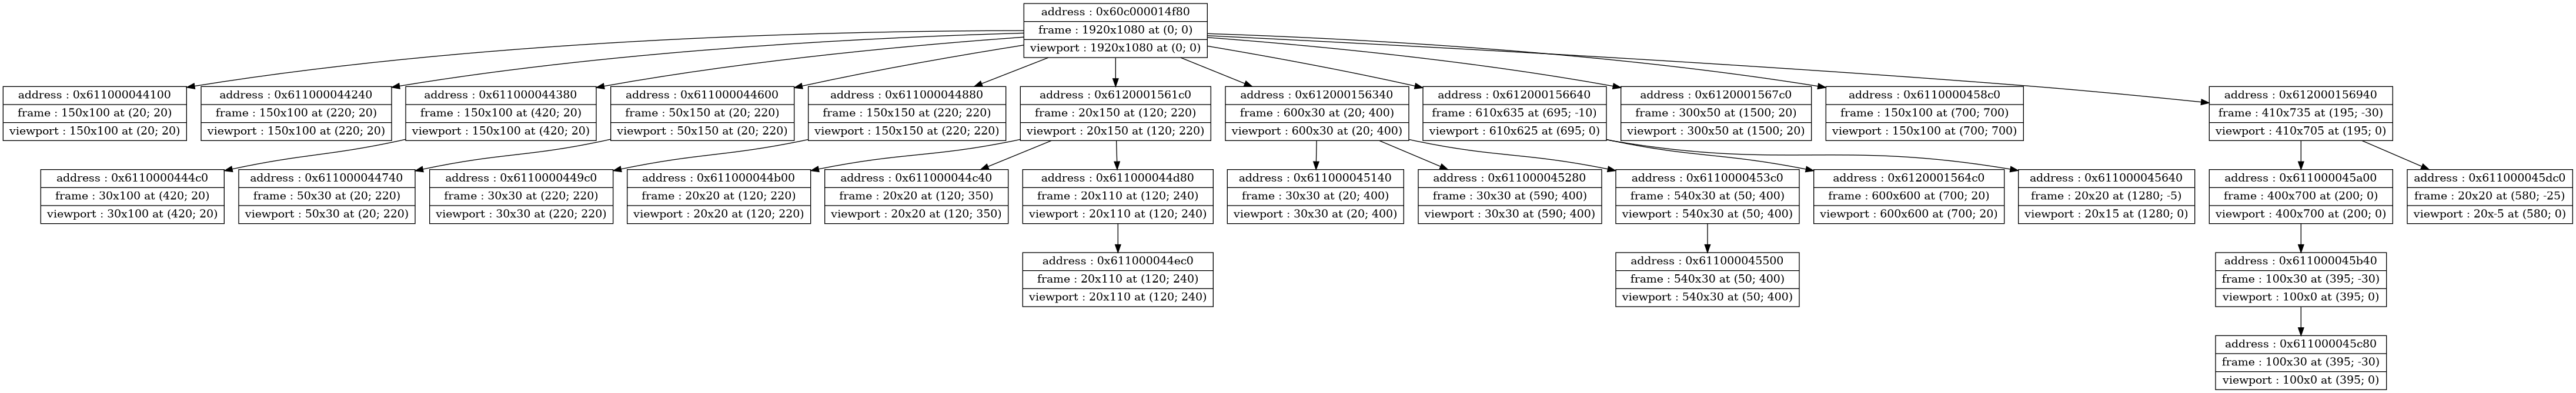 address : 0x60c000014f80
frame : 1920x1080 at (0; 0)
viewport : 1920x1080 at (0; 0)
address : 0x611000044100
frame : 150x100 at (20; 20)
viewport : 150x100 at (20; 20)
address : 0x611000044240
frame : 150x100 at (220; 20)
viewport : 150x100 at (220; 20)
address : 0x611000044380
frame : 150x100 at (420; 20)
viewport : 150x100 at (420; 20)
address : 0x611000044600
frame : 50x150 at (20; 220)
viewport : 50x150 at (20; 220)
address : 0x611000044880
frame : 150x150 at (220; 220)
viewport : 150x150 at (220; 220)
address : 0x6120001561c0
frame : 20x150 at (120; 220)
viewport : 20x150 at (120; 220)
address : 0x612000156340
frame : 600x30 at (20; 400)
viewport : 600x30 at (20; 400)
address : 0x612000156640
frame : 610x635 at (695; -10)
viewport : 610x625 at (695; 0)
address : 0x6120001567c0
frame : 300x50 at (1500; 20)
viewport : 300x50 at (1500; 20)
address : 0x6110000458c0
frame : 150x100 at (700; 700)
viewport : 150x100 at (700; 700)
address : 0x612000156940
frame : 410x735 at (195; -30)
viewport : 410x705 at (195; 0)
address : 0x6110000444c0
frame : 30x100 at (420; 20)
viewport : 30x100 at (420; 20)
address : 0x611000044740
frame : 50x30 at (20; 220)
viewport : 50x30 at (20; 220)
address : 0x6110000449c0
frame : 30x30 at (220; 220)
viewport : 30x30 at (220; 220)
address : 0x611000044b00
frame : 20x20 at (120; 220)
viewport : 20x20 at (120; 220)
address : 0x611000044c40
frame : 20x20 at (120; 350)
viewport : 20x20 at (120; 350)
address : 0x611000044d80
frame : 20x110 at (120; 240)
viewport : 20x110 at (120; 240)
address : 0x611000045140
frame : 30x30 at (20; 400)
viewport : 30x30 at (20; 400)
address : 0x611000045280
frame : 30x30 at (590; 400)
viewport : 30x30 at (590; 400)
address : 0x6110000453c0
frame : 540x30 at (50; 400)
viewport : 540x30 at (50; 400)
address : 0x6120001564c0
frame : 600x600 at (700; 20)
viewport : 600x600 at (700; 20)
address : 0x611000045640
frame : 20x20 at (1280; -5)
viewport : 20x15 at (1280; 0)
address : 0x611000045a00
frame : 400x700 at (200; 0)
viewport : 400x700 at (200; 0)
address : 0x611000045dc0
frame : 20x20 at (580; -25)
viewport : 20x-5 at (580; 0)
address : 0x611000044ec0
frame : 20x110 at (120; 240)
viewport : 20x110 at (120; 240)
address : 0x611000045500
frame : 540x30 at (50; 400)
viewport : 540x30 at (50; 400)
address : 0x611000045b40
frame : 100x30 at (395; -30)
viewport : 100x0 at (395; 0)
address : 0x611000045c80
frame : 100x30 at (395; -30)
viewport : 100x0 at (395; 0)